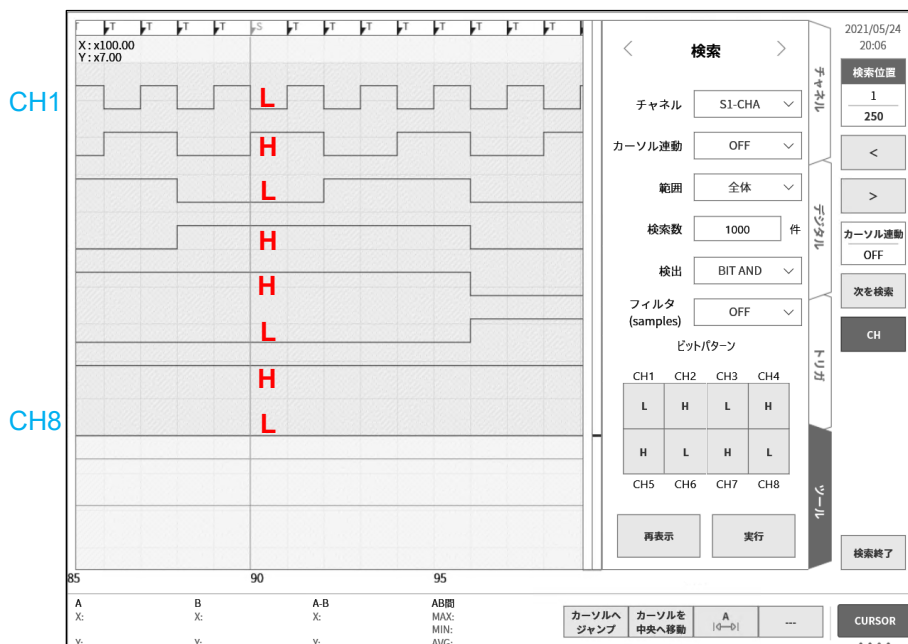 T T T T S T T T T T T T T
X : x100.00
Y : x7.00
CH1
L
H
L
H
H
L
H
L
CH8
85 90 95
検索
チャネル S1-CHA
カーソル連動 OFF
範囲 全体
検索数 1000 件
検出 BIT AND
フィルタ
(samples) OFF
ビットパターン
CH1 CH2 CH3 CH4
L H L H
H L H L
CH5 CH6 CH7 CH8
再表示 実行
チャネル
デジタル
トリガ
ツール
2021/05/24
20:06
検索位置
1
250
<
>
カーソル連動
OFF
次を検索
CH
検索終了
CURSOR
A B A-B AB間
X: X: X: MAX:
MIN:
Y: Y: Y: AVG:
カーソルへ
ジャンプ
カーソルを
中央へ移動
A
---